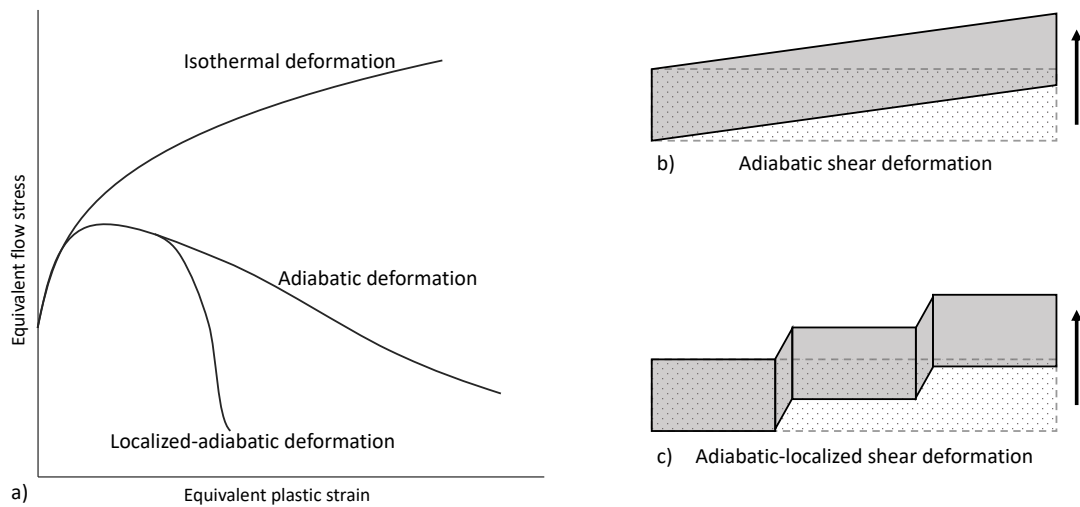 Isothermal deformation
Adiabatic deformation
Localized-adiabatic deformation
Equivalent flow stress
Equivalent plastic strain
a)
b) Adiabatic shear deformation
c) Adiabatic-localized shear deformation